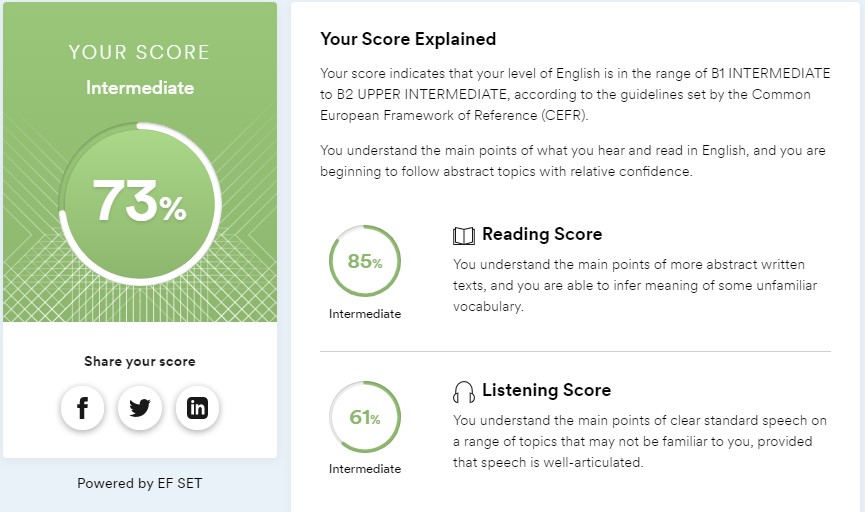 YOUR SCORE
Intermediate
73%
Share your score
Powered by EF SET
Your Score Explained
Your score indicates that your level of English is in the range of B1 INTERMEDIATE
to B2 UPPER INTERMEDIATE, according to the guidelines set by the Common
European Framework of Reference (CEFR).
You understand the main points of what you hear and read in English, and you are
beginning to follow abstract topics with relative confidence.
85%
Intermediate
Reading Score
You understand the main points of more abstract written
texts, and you are able to infer meaning of some unfamiliar
vocabulary.
61%
Intermediate
Listening Score
You understand the main points of clear standard speech on
a range of topics that may not be familiar to you, provided
that speech is well-articulated.